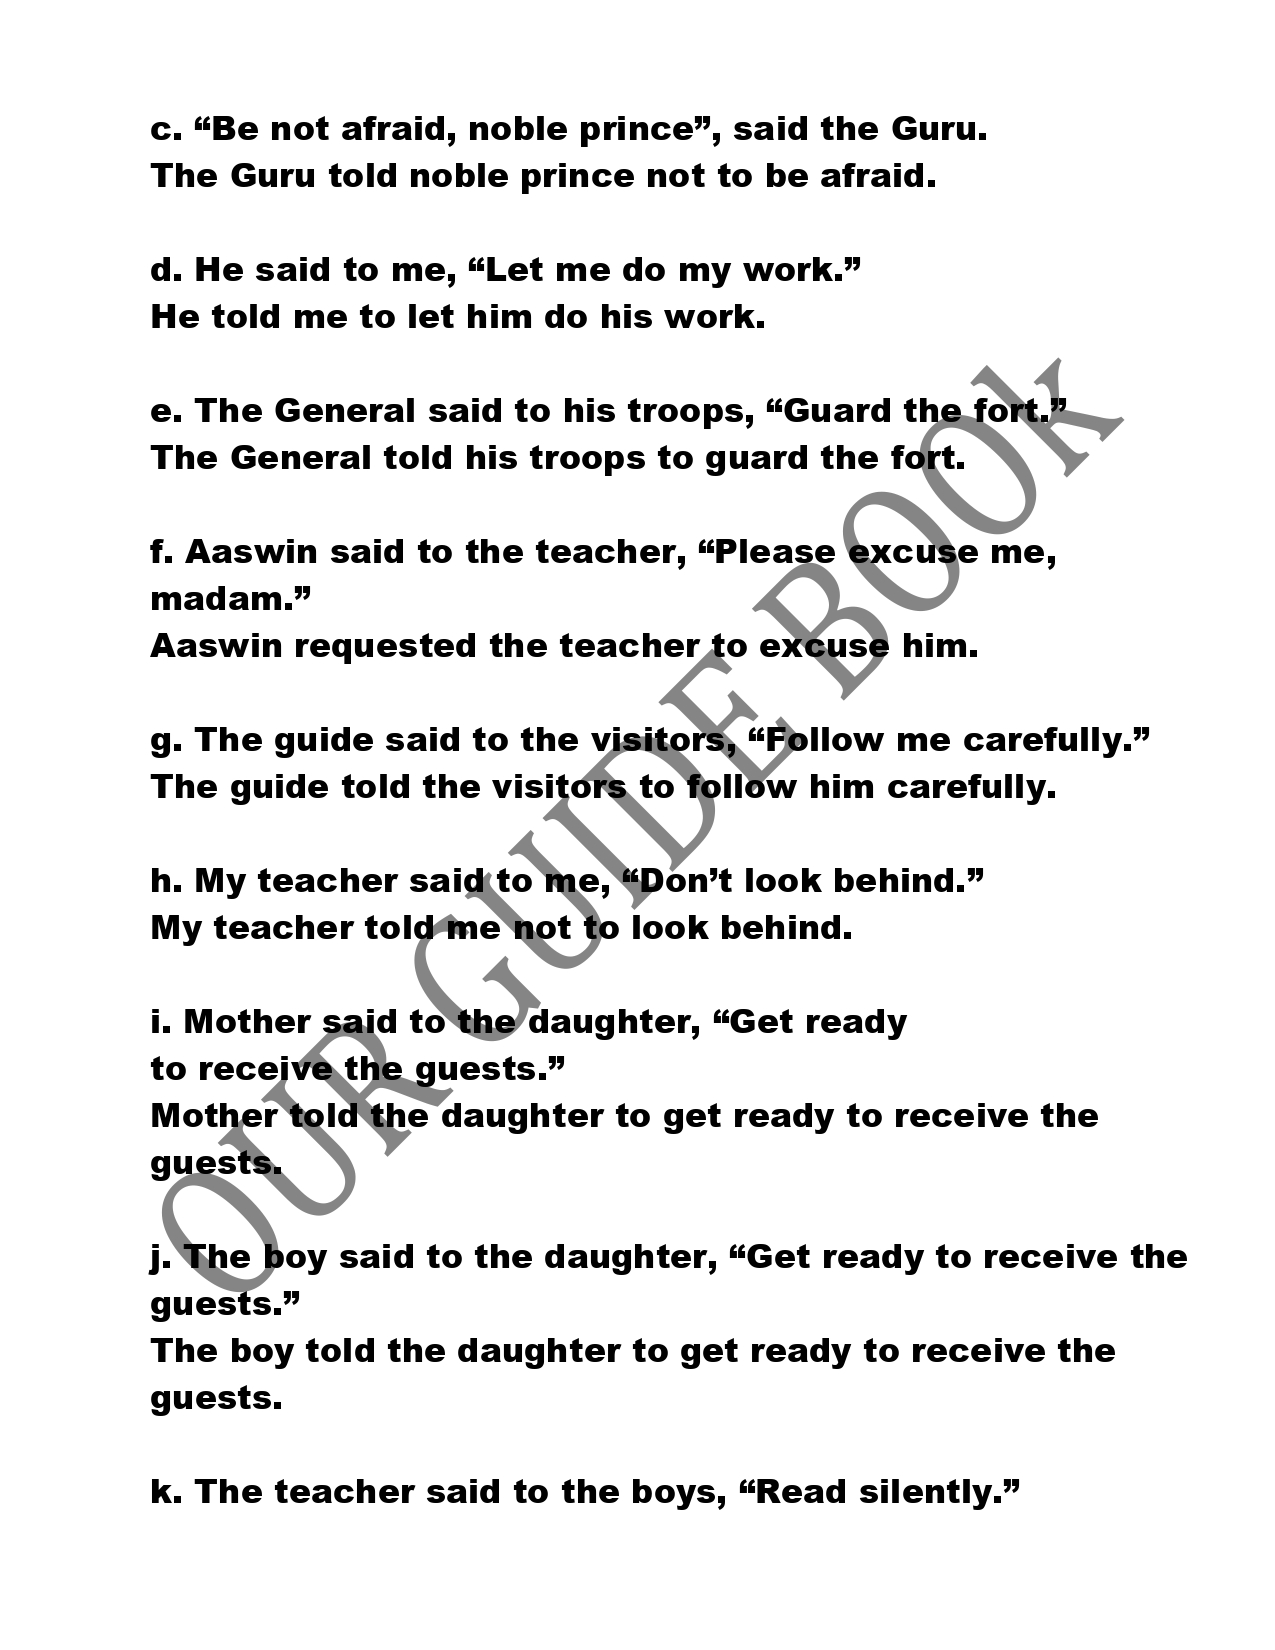 c. “Be not afraid, noble prince”, said the Guru.
The Guru told noble prince not to be afraid.
d. He said to me, “Let me do my work.”
He told me to let him do his work.
e. The General said to his troops, “Guard the fort.”
The General told his troops to guard the fort.
f. Aaswin said to the teacher, “Please excuse me,
madam.”
Aaswin requested the teacher to excuse him.
g. The guide said to the visitors, “Follow me carefully.”
The guide told the visitors to follow him carefully.
h. My teacher said to me, “Don’t look behind.”
My teacher told me not to look behind.
i. Mother said to the daughter, “Get ready
to receive the guests.”
Mother told the daughter to get ready to receive the
guests.
j. The boy said to the daughter, “Get ready to receive the
guests.”
The boy told the daughter to get ready to receive the
guests.
k. The teacher said to the boys, “Read silently.”
OUR GUIDE BOOk